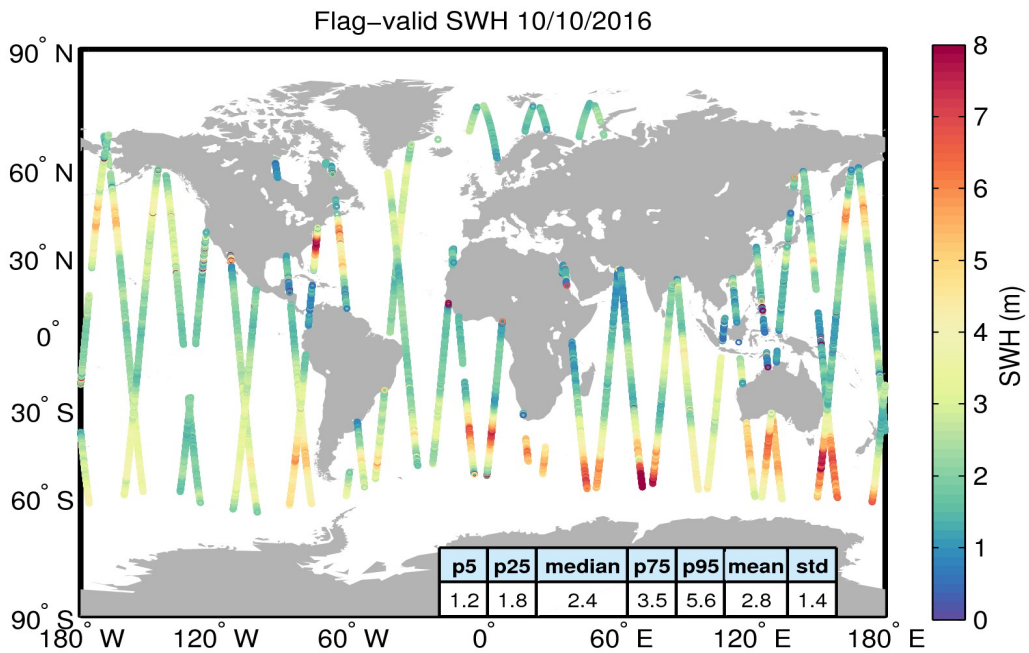 Flag−valid SWH 10/10/2016
90° N
60° N
30° N
0°
30° S
60° S
90° S
180° W
120° W
60° W
0°
60° E
120° E
180° E
p5 p25 median p75 p95 mean std
1.2 1.8 2.4 3.5 5.6 2.8 1.4
8
7
6
5
4
3
2
1
0
SWH (m)